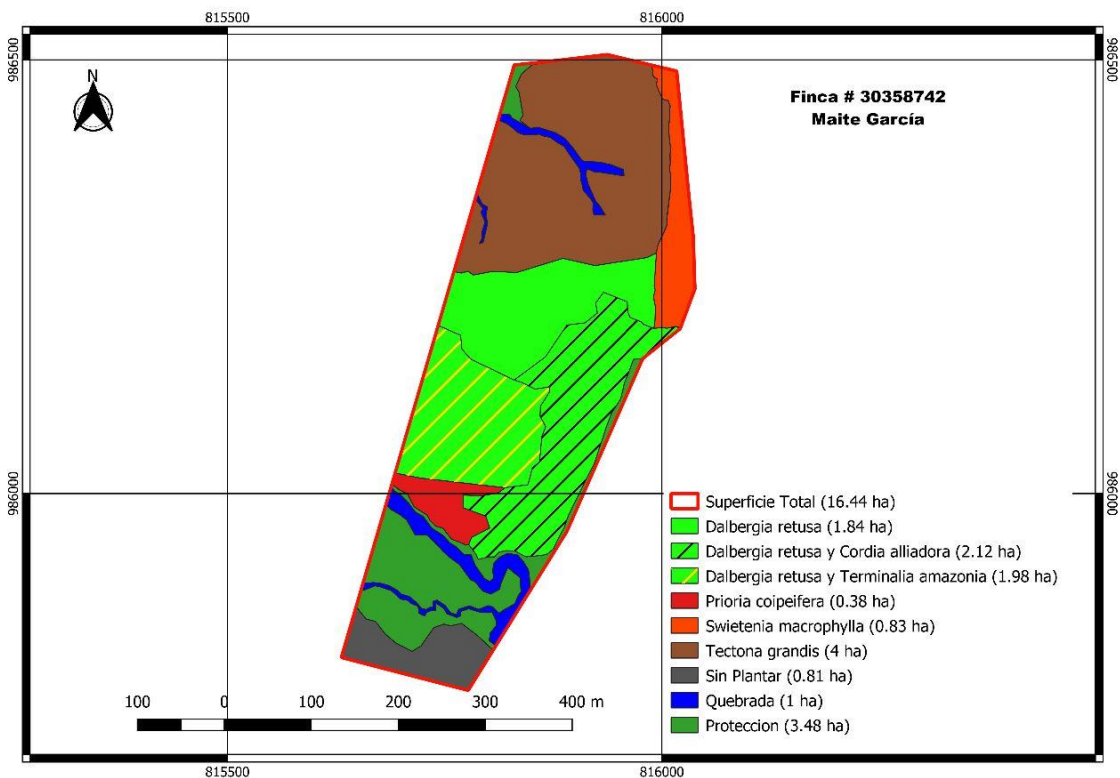 815500 816000
986500 986500
N
Finca # 30358742
Maite García
986000 986000
Superficie Total (16.44 ha)
Dalbergia retusa (1.84 ha)
Dalbergia retusa y Cordia alliadora (2.12 ha)
Dalbergia retusa y Terminalia amazonia (1.98 ha)
Prioria coipeifera (0.38 ha)
Swietenia macrophylla (0.83 ha)
Tectona grandis (4 ha)
Sin Plantar (0.81 ha)
Quebrada (1 ha)
Proteccion (3.48 ha)
100 0 100 200 300 400 m
815500 816000